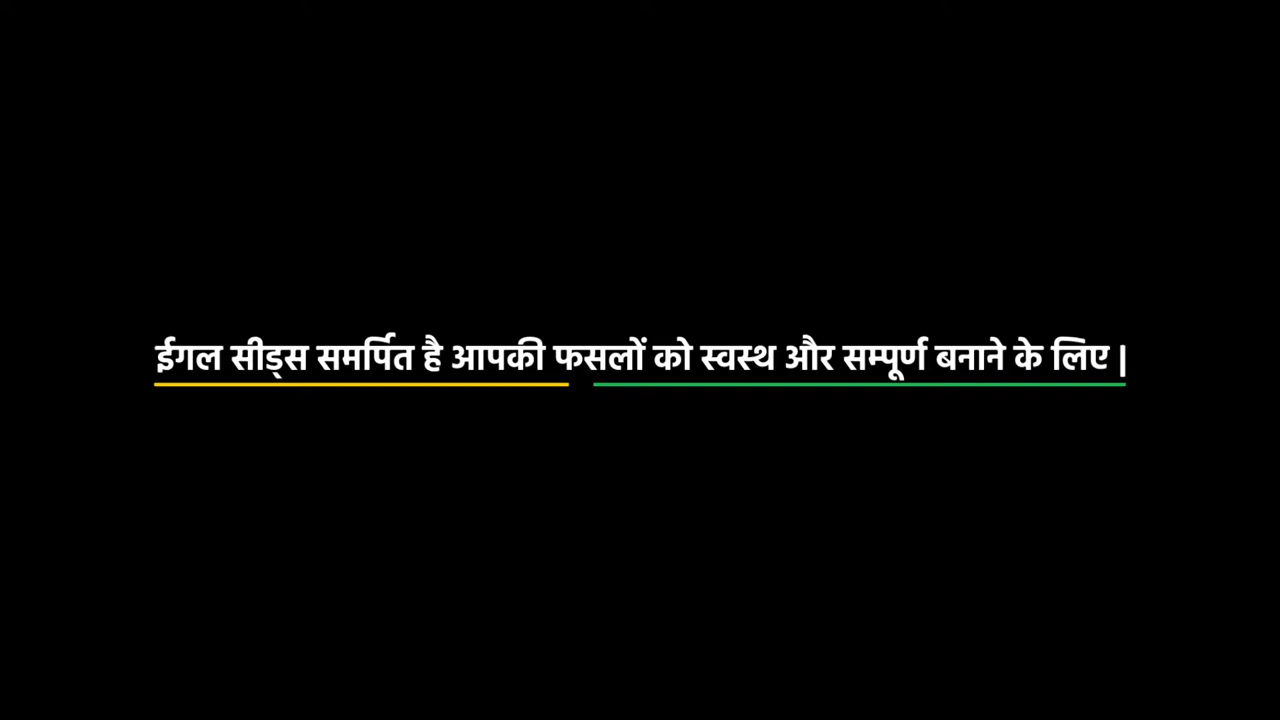 ईगल सीड्स समर्पित है आपकी फसलों को स्वस्थ और सम्पूर्ण बनाने के लिए |